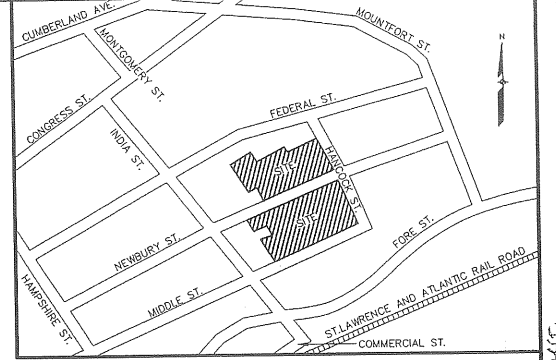 CUMBERLAND AVE.
MOUNTFORT ST.
MONTGOMERY ST.
N
CONGRESS ST.
FEDERAL ST.
INDIA ST.
SITE
HANCOCK ST.
SITE
NEWBURY ST.
FORE ST.
HAMPSHIRE ST.
MIDDLE ST.
ST.LAWRENCE AND ATLANTIC RAIL ROAD
COMMERCIAL ST.